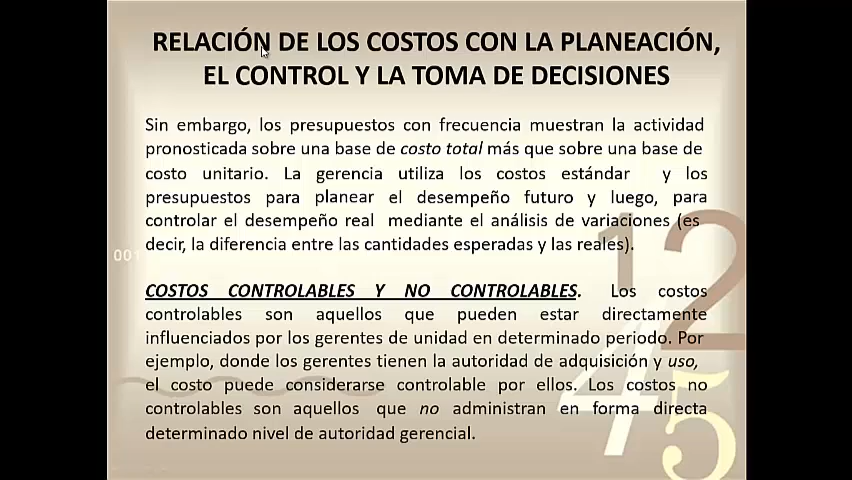 RELACIÓN DE LOS COSTOS CON LA PLANEACIÓN,
EL CONTROL Y LA TOMA DE DECISIONES
Sin embargo, los presupuestos con frecuencia muestran la actividad
pronosticada sobre una base de costo total más que sobre una base de
costo unitario. La gerencia utiliza los costos estándar y los
presupuestos para planear el desempeño futuro y luego, para
controlar el desempeño real mediante el análisis de variaciones (es
decir, la diferencia entre las cantidades esperadas y las reales).
COSTOS CONTROLABLES Y NO CONTROLABLES. Los costos
controlables son aquellos que pueden estar directamente
influenciados por los gerentes de unidad en determinado periodo. Por
ejemplo, donde los gerentes tienen la autoridad de adquisición y uso,
el costo puede considerarse controlable por ellos. Los costos no
controlables son aquellos que no administran en forma directa
determinado nivel de autoridad gerencial.
001
1 2
4 5